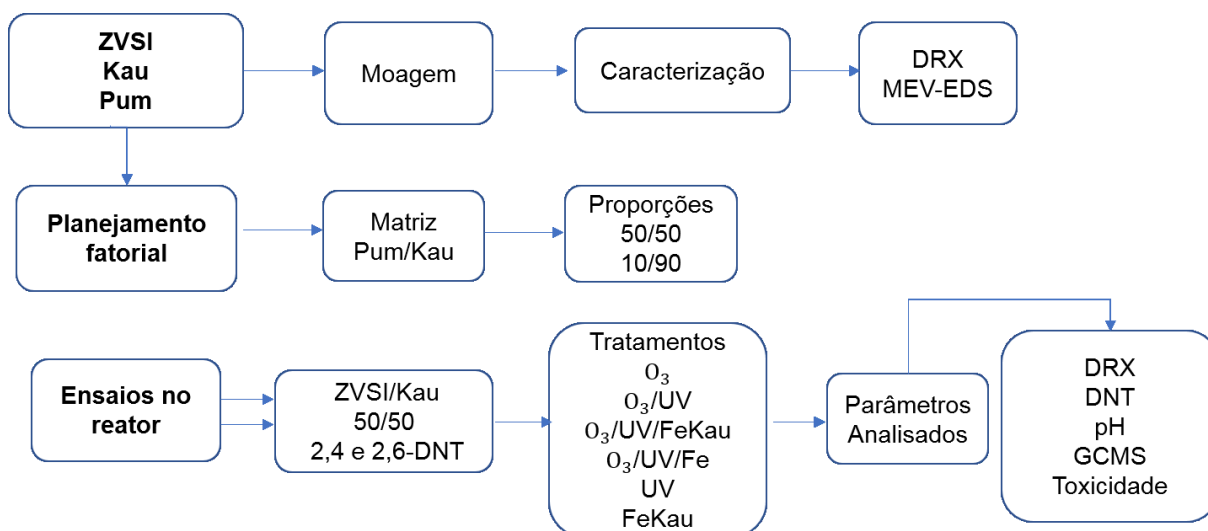 ZVSI
Kau
Pum
Moagem
Caracterização
DRX
MEV-EDS
Planejamento
fatorial
Matriz
Pum/Kau
Proporções
50/50
10/90
Ensaios no
reator
ZVSI/Kau
50/50
2,4 e 2,6-DNT
Tratamentos
O₃
O₃/UV
O₃/UV/FeKau
O₃/UV/Fe
UV
FeKau
Parâmetros
Analisados
DRX
DNT
pH
GCMS
Toxicidade